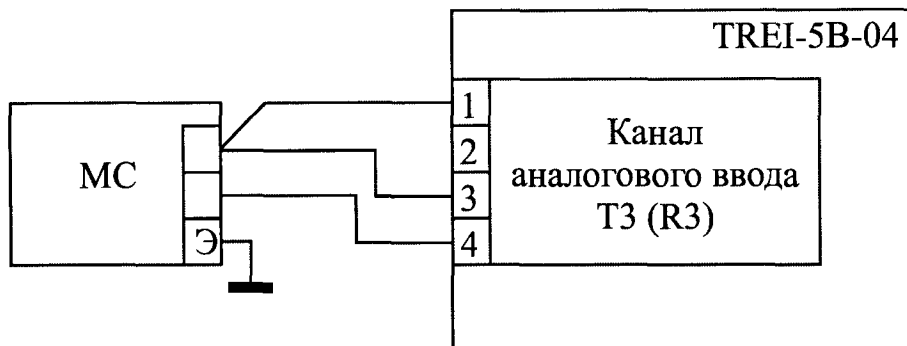 TREI-5B-04
МС
Э
1
2
3
4
Канал
аналогового ввода
Т3 (R3)